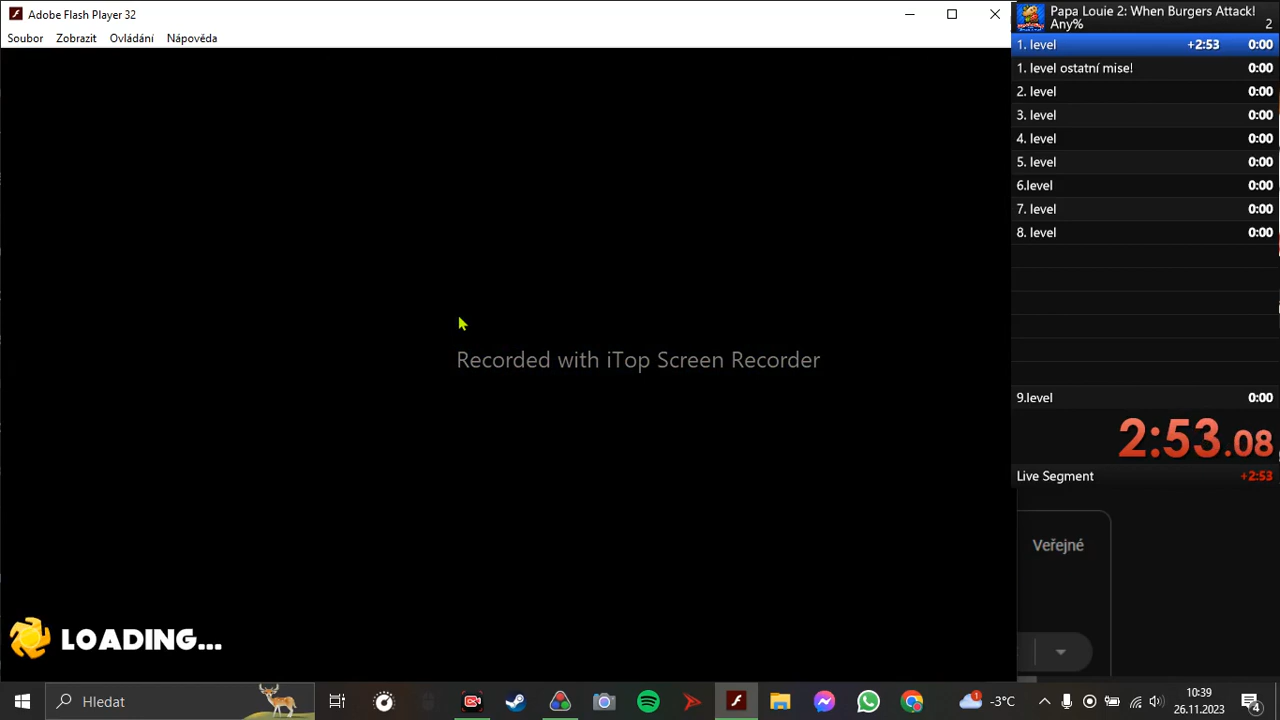 Adobe Flash Player 32
Soubor Zobrazit Ovládání Nápověda
Papa Louie 2: When Burgers Attack!
Any% 2
1. level +2:53 0:00
1. level ostatní mise! 0:00
2. level 0:00
3. level 0:00
4. level 0:00
5. level 0:00
6.level 0:00
7. level 0:00
8. level 0:00
Recorded with iTop Screen Recorder
9.level 0:00
2:53.08
Live Segment +2:53
Veřejné
LOADING...
Hledat
1
-3°C
10:39
26.11.2023
4